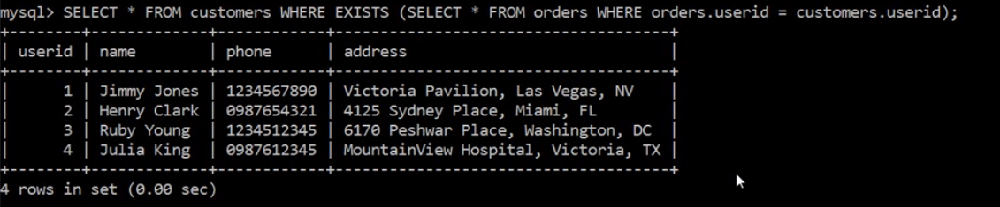 mysql> SELECT * FROM customers WHERE EXISTS (SELECT * FROM orders WHERE orders.userid = customers.userid);
+--------+-------------+------------+----------------------------------+
| userid | name        | phone      | address                          |
+--------+-------------+------------+----------------------------------+
|      1 | Jimmy Jones | 1234567890 | Victoria Pavilion, Las Vegas, NV   |
|      2 | Henry Clark | 0987654321 | 4125 Sydney Place, Miami, FL       |
|      3 | Ruby Young  | 1234512345 | 6170 Peshwar Place, Washington, DC |
|      4 | Julia King  | 0987612345 | MountainView Hospital, Victoria, TX |
+--------+-------------+------------+----------------------------------+
4 rows in set (0.00 sec)